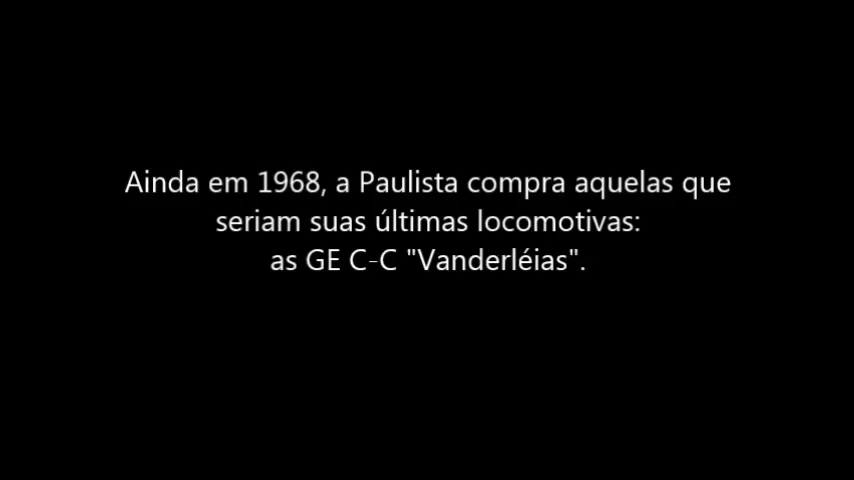 Ainda em 1968, a Paulista compra aquelas que
seriam suas últimas locomotivas:
as GE C-C "Vanderléias".